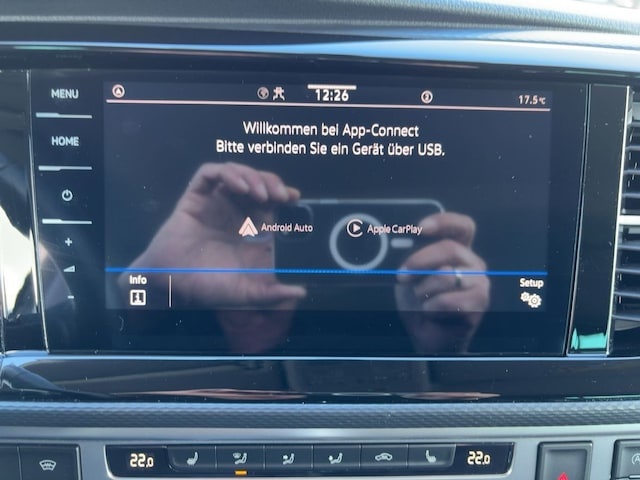 MENU
12:26
2
17.5°C
HOME
Willkommen bei App-Connect
Bitte verbinden Sie ein Gerät über USB.
Android Auto
Apple CarPlay
+
-
Info
Setup
22.0
22.0